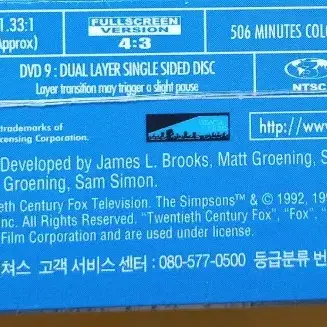 1.33:1
Approx)
FULLSCREEN
VERSION
4:3
506 MINUTES COLO
DVD 9 : DUAL LAYER SINGLE SIDED DISC
Layer transition may trigger a slight pause
NTSC
trademarks of
censing Corporation.
http://www
Developed by James L. Brooks, Matt Groening, S
Groening, Sam Simon.
eth Century Fox Television. The Simpsons™ & © 1992, 199
Inc. All Rights Reserved. "Twentieth Century Fox", "Fox",
Film Corporation and are used under license.
쳐스 고객 서비스 센터 : 080-577-0500 등급분류 번